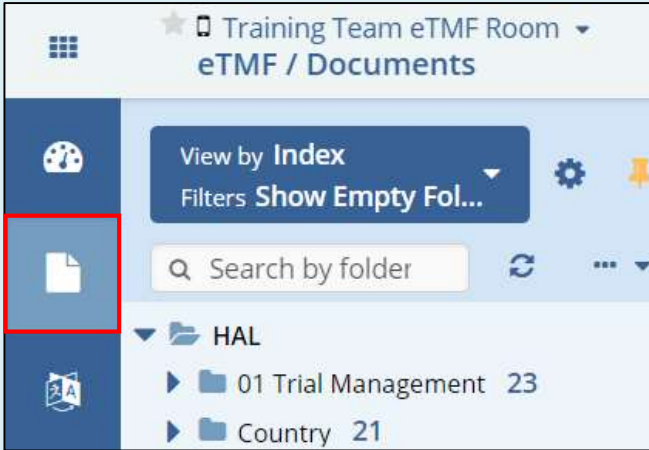 Training Team eTMF Room
eTMF / Documents
View by Index
Filters Show Empty Fol...
Search by folder
HAL
01 Trial Management 23
Country 21